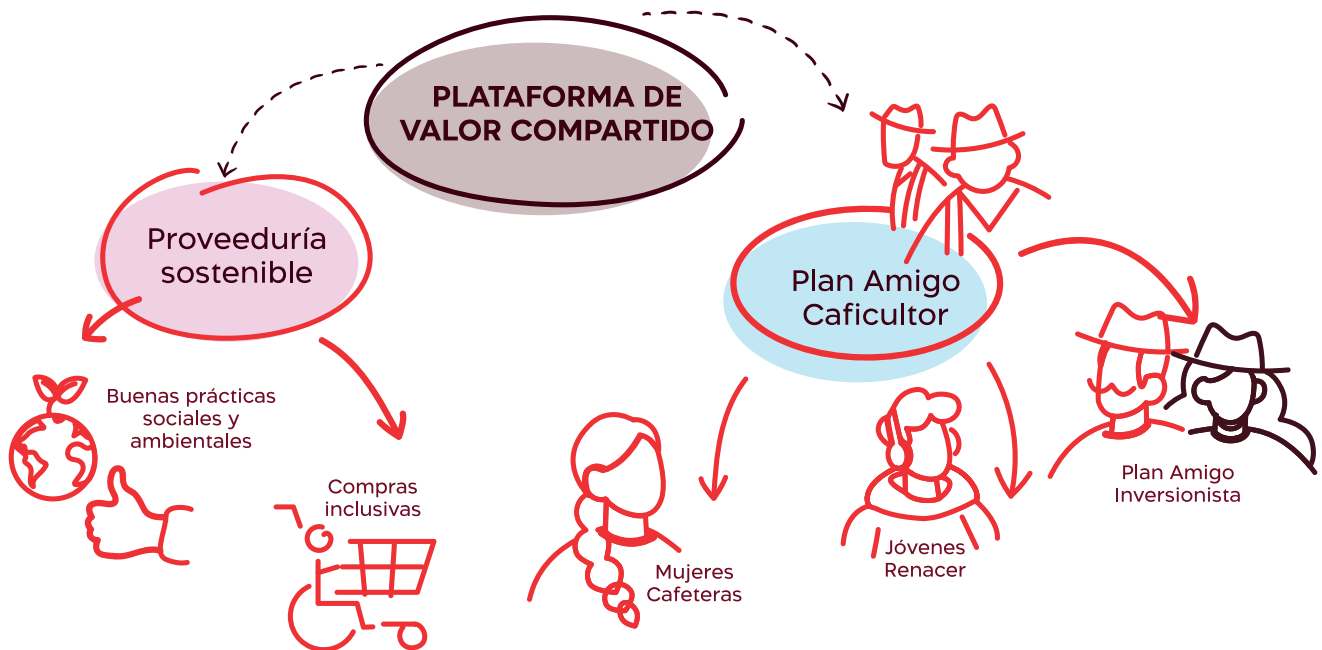 PLATAFORMA DE
VALOR COMPARTIDO
Proveeduría
sostenible
Buenas prácticas
sociales y
ambientales
Compras
inclusivas
Plan Amigo
Caficultor
Mujeres
Cafeteras
Jóvenes
Renacer
Plan Amigo
Inversionista